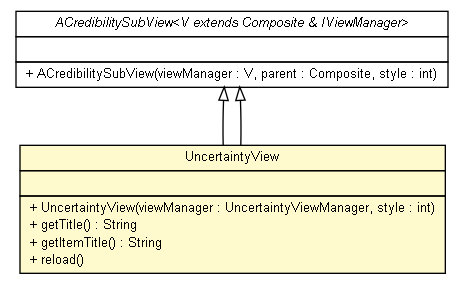 ACredibilitySubView<V extends Composite & IViewManager>
+ ACredibilitySubView(viewManager : V, parent : Composite, style : int)
UncertaintyView
+ UncertaintyView(viewManager : UncertaintyViewManager, style : int)
+ getTitle() : String
+ getItemTitle() : String
+ reload()